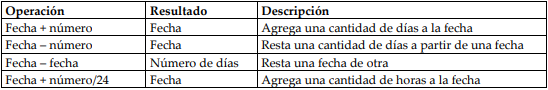 Operación Resultado Descripción
Fecha + número Fecha Agrega una cantidad de días a la fecha
Fecha – número Fecha Resta una cantidad de días a partir de una fecha
Fecha – fecha Número de días Resta una fecha de otra
Fecha + número/24 Fecha Agrega una cantidad de horas a la fecha